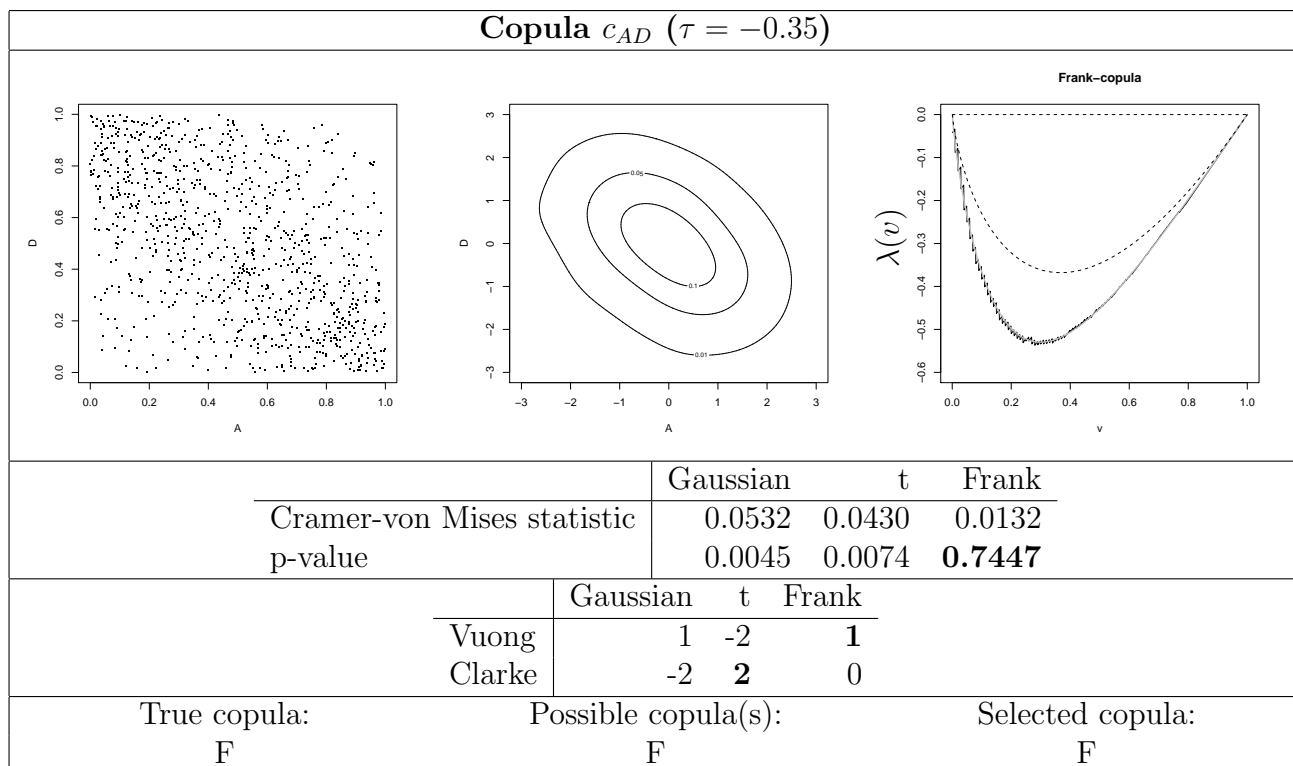 Copula c_{AD} (τ = −0.35)
D
0.0 0.2 0.4 0.6 0.8 1.0
0.0 0.2 0.4 0.6 0.8 1.0
A
D
−3 −2 −1 0 1 2 3
0.05
0.1
0.01
−3 −2 −1 0 1 2 3
A
Frank−copula
λ(v)
−0.6 −0.5 −0.4 −0.3 −0.2 −0.1 0.0
0.0 0.2 0.4 0.6 0.8 1.0
v
Gaussian t Frank
Cramer-von Mises statistic 0.0532 0.0430 0.0132
p-value 0.0045 0.0074 0.7447
Gaussian t Frank
Vuong 1 -2 1
Clarke -2 2 0
True copula: Possible copula(s): Selected copula:
F F F